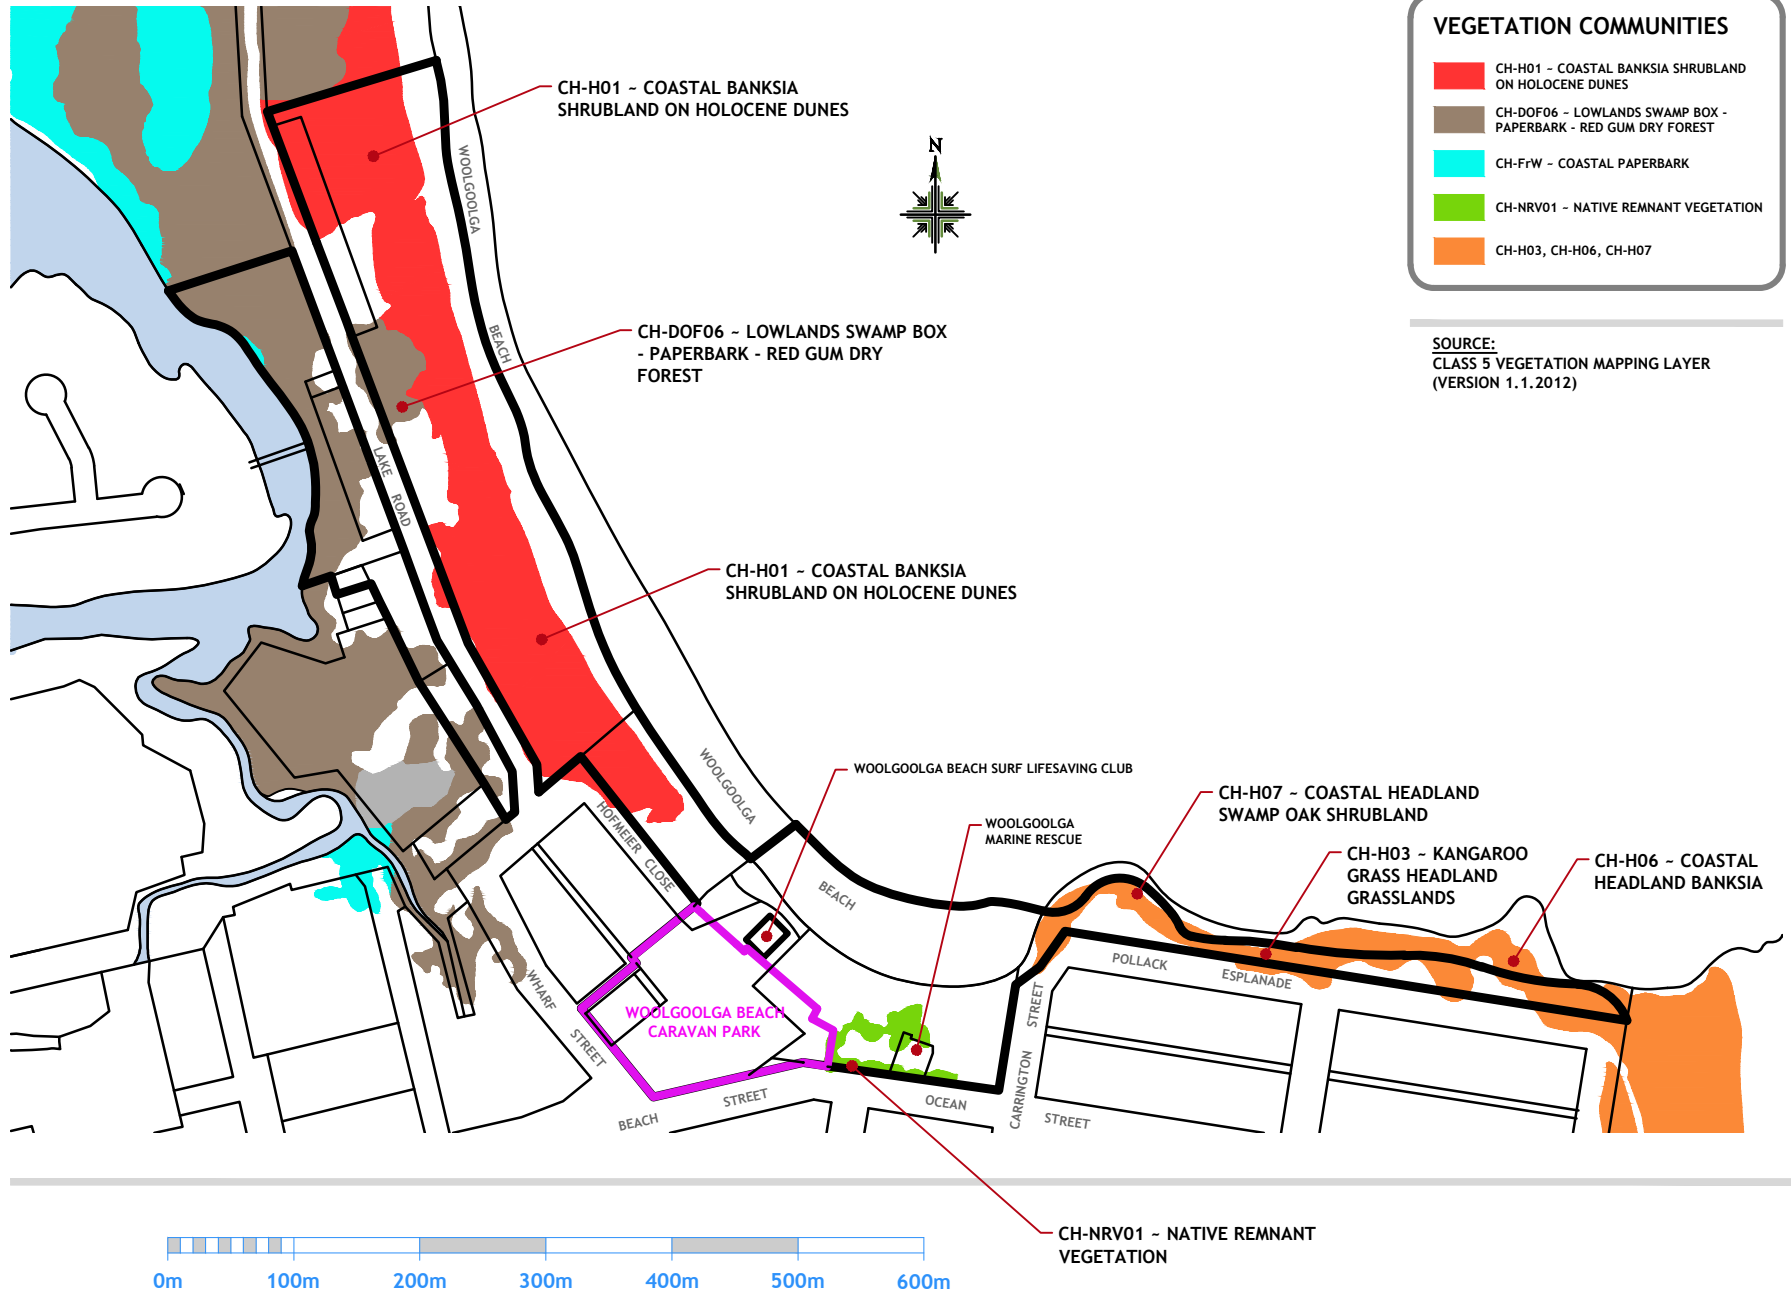 VEGETATION COMMUNITIES
CH-H01 ~ COASTAL BANKSIA SHRUBLAND
ON HOLOCENE DUNES
CH-DOF06 ~ LOWLANDS SWAMP BOX -
PAPERBARK - RED GUM DRY FOREST
CH-FrW ~ COASTAL PAPERBARK
CH-NRV01 ~ NATIVE REMNANT VEGETATION
CH-H03, CH-H06, CH-H07
SOURCE:
CLASS 5 VEGETATION MAPPING LAYER
(VERSION 1.1.2012)
CH-H01 ~ COASTAL BANKSIA
SHRUBLAND ON HOLOCENE DUNES
N
WOOLGOOLGA
BEACH
CH-DOF06 ~ LOWLANDS SWAMP BOX
- PAPERBARK - RED GUM DRY
FOREST
LAKE ROAD
CH-H01 ~ COASTAL BANKSIA
SHRUBLAND ON HOLOCENE DUNES
WOOLGOOLGA
BEACH
HOFMEIER CLOSE
WOOLGOOLGA BEACH SURF LIFESAVING CLUB
WOOLGOOLGA
MARINE RESCUE
CH-H07 ~ COASTAL HEADLAND
SWAMP OAK SHRUBLAND
CH-H03 ~ KANGAROO
GRASS HEADLAND
GRASSLANDS
CH-H06 ~ COASTAL
HEADLAND BANKSIA
POLLACK ESPLANADE
WHARF STREET
WOOLGOOLGA BEACH
CARAVAN PARK
BEACH STREET
OCEAN STREET
CARRINGTON STREET
CH-NRV01 ~ NATIVE REMNANT
VEGETATION
0m 100m 200m 300m 400m 500m 600m